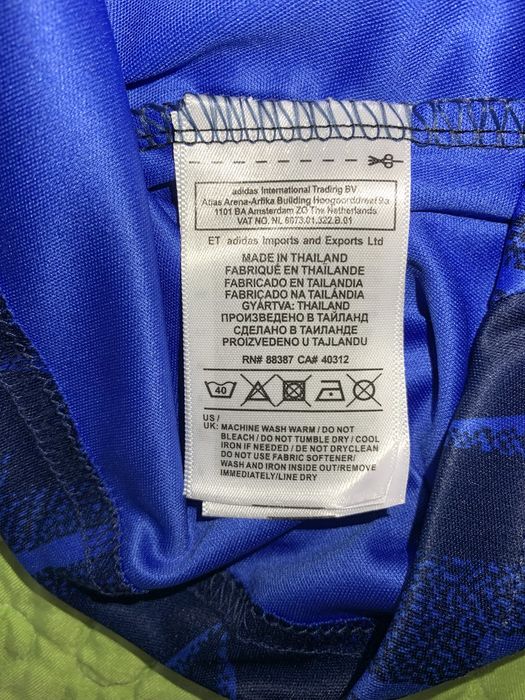 adidas International Trading BV
Atlas Arena-Arfika Building Hoogoorddreef 9a
1101 BA Amsterdam ZO The Netherlands
VAT NO. NL 8073.01.322.B.01
ET adidas Imports and Exports Ltd
MADE IN THAILAND
FABRIQUÉ EN THAÏLANDE
FABRICADO EN TAILANDIA
FABRICADO NA TAILÂNDIA
GYÁRTVA: THAILAND
ПРОИЗВЕДЕНО В ТАЙЛАНД
СДЕЛАНО В ТАИЛАНДЕ
PROIZVEDENO U TAJLANDU
RN# 88387 CA# 40312
40
US /
UK: MACHINE WASH WARM / DO NOT
BLEACH / DO NOT TUMBLE DRY / COOL
IRON IF NEEDED / DE NOT DRYCLEAN
DO NOT USE FABRIC SOFTENER/
WASH AND IRON INSIDE OUT/REMOVE
IMMEDIATELY/LINE DRY